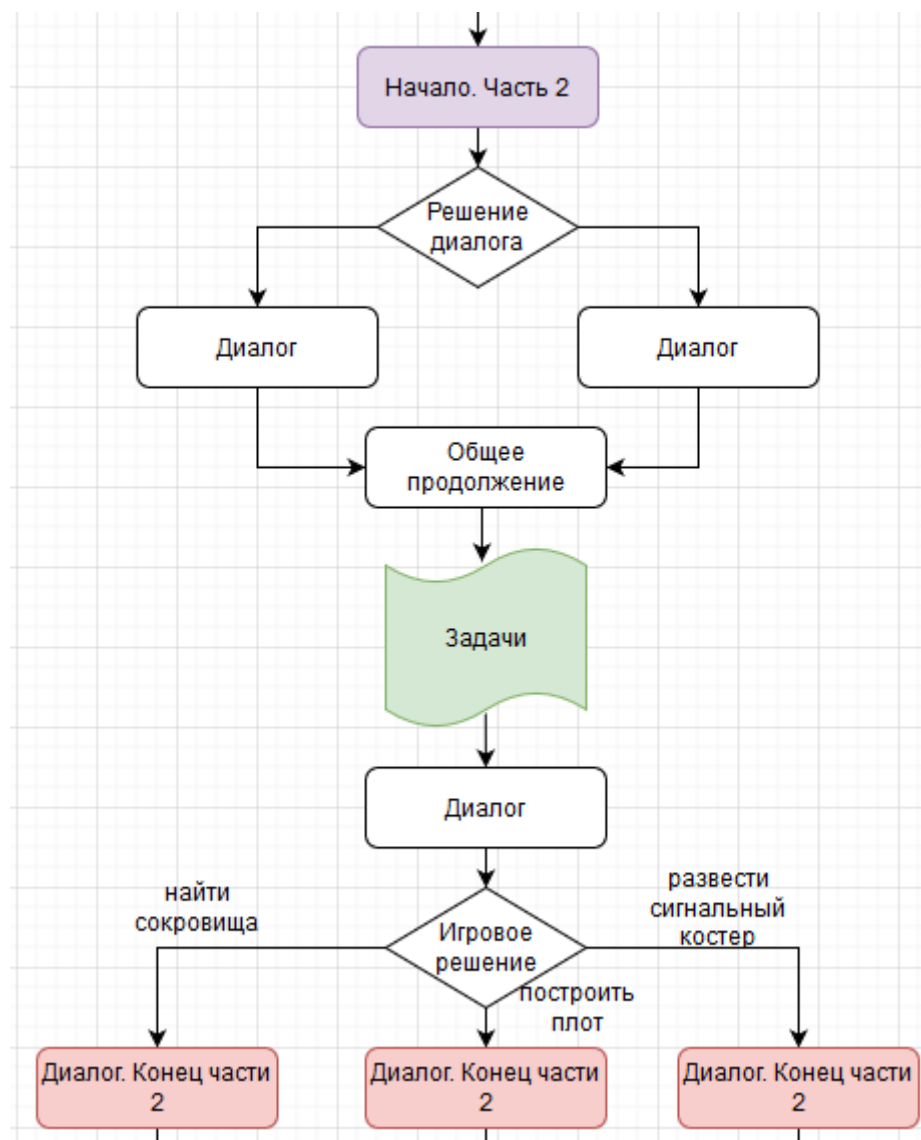 Начало. Часть 2
Решение
диалога
Диалог
Диалог
Общее
продолжение
Задачи
Диалог
найти
сокровища
развести
сигнальный
костер
Игровое
решение
построить
плот
Диалог. Конец части
2
Диалог. Конец части
2
Диалог. Конец части
2